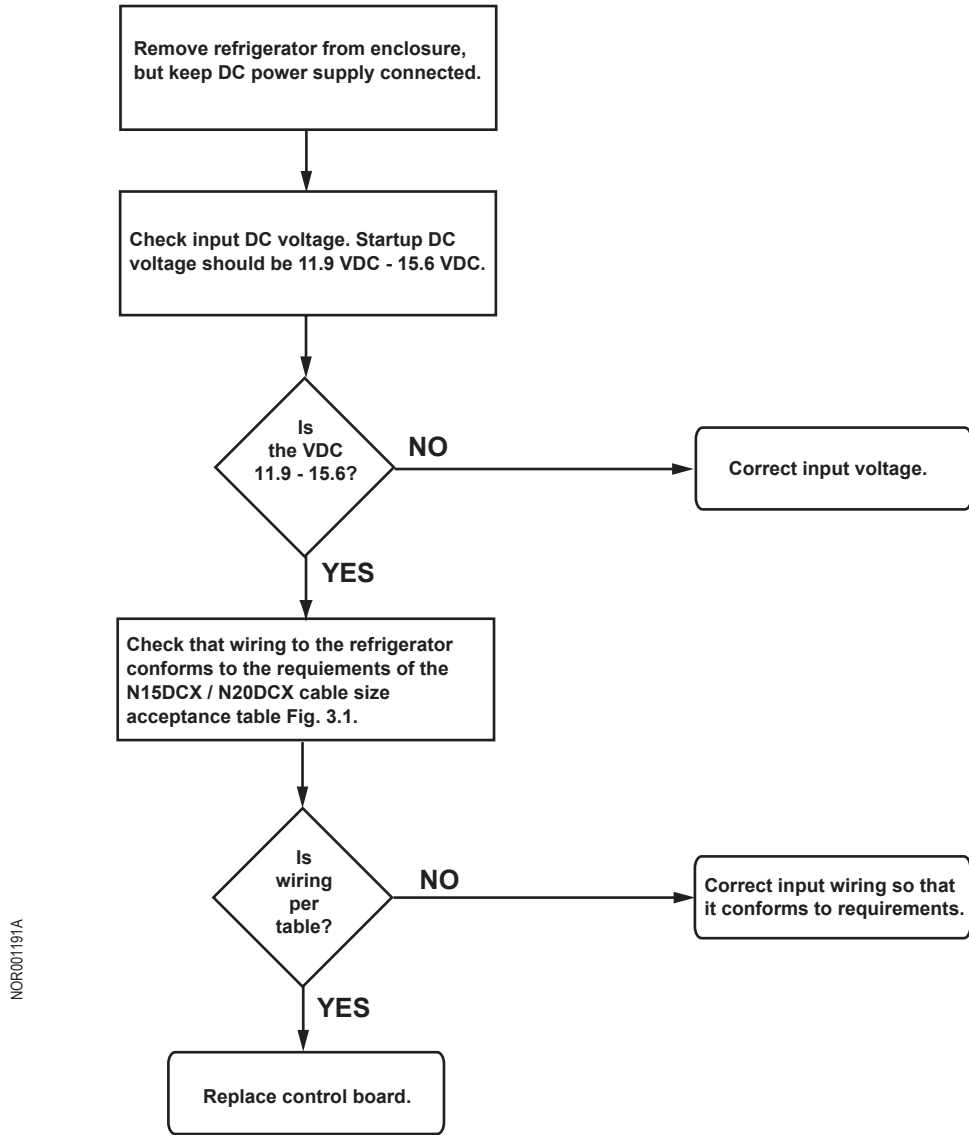 Remove refrigerator from enclosure,
but keep DC power supply connected.
Check input DC voltage. Startup DC
voltage should be 11.9 VDC - 15.6 VDC.
Is
the VDC
11.9 - 15.6?
NO
Correct input voltage.
YES
Check that wiring to the refrigerator
conforms to the requiements of the
N15DCX / N20DCX cable size
acceptance table Fig. 3.1.
Is
wiring
per
table?
NO
Correct input wiring so that
it conforms to requirements.
YES
Replace control board.
NOR001191A